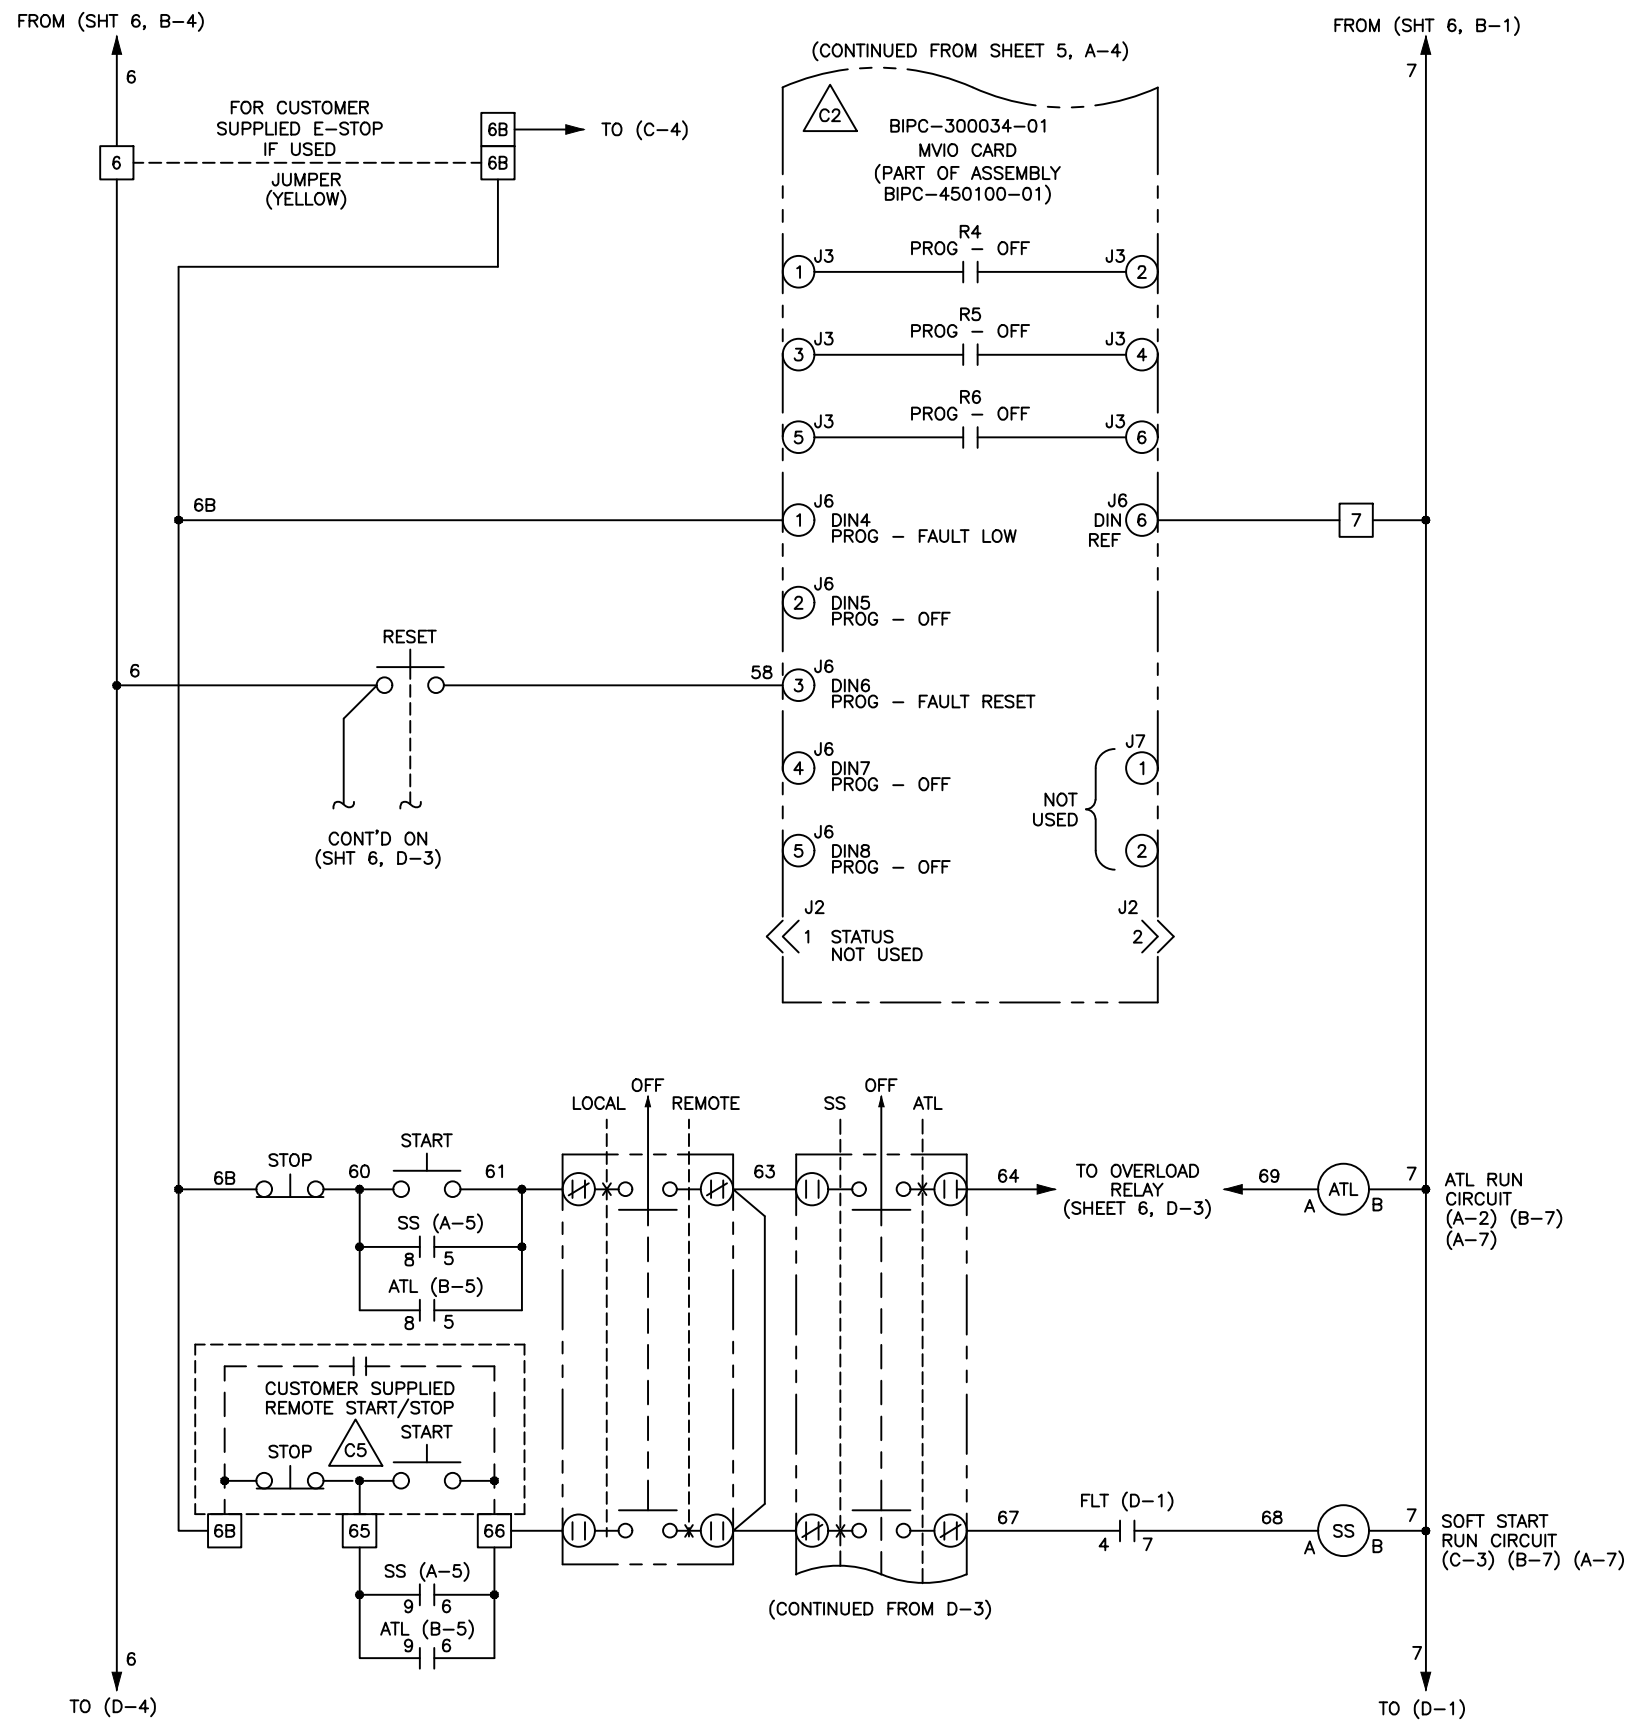 FROM (SHT 6, B-4)
FROM (SHT 6, B-1)
(CONTINUED FROM SHEET 5, A-4)
6
7
FOR CUSTOMER
SUPPLIED E-STOP
IF USED
6B
TO (C-4)
6
6B
JUMPER
(YELLOW)
C2
BIPC-300034-01
MVIO CARD
(PART OF ASSEMBLY
BIPC-450100-01)
R4
PROG - OFF
J3
1
J3
2
R5
PROG - OFF
J3
3
J3
4
R6
PROG - OFF
J3
5
J3
6
6B
J6
1
DIN4
PROG - FAULT LOW
J6
DIN
REF
6
7
J6
2
DIN5
PROG - OFF
RESET
6
58
J6
3
DIN6
PROG - FAULT RESET
CONT'D ON
(SHT 6, D-3)
J6
4
DIN7
PROG - OFF
J7
1
NOT
USED
J6
5
DIN8
PROG - OFF
2
J2
1
STATUS
NOT USED
J2
2
LOCAL
OFF
REMOTE
SS
OFF
ATL
6B
STOP
60
START
61
63
64
TO OVERLOAD
RELAY
(SHEET 6, D-3)
69
A
ATL
B
7
ATL RUN
CIRCUIT
(A-2) (B-7)
(A-7)
SS (A-5)
8
5
ATL (B-5)
8
5
CUSTOMER SUPPLIED
REMOTE START/STOP
C5
STOP
START
6B
65
66
67
FLT (D-1)
4
7
68
A
SS
B
7
SOFT START
RUN CIRCUIT
(C-3) (B-7) (A-7)
SS (A-5)
9
6
ATL (B-5)
9
6
(CONTINUED FROM D-3)
6
7
TO (D-4)
TO (D-1)